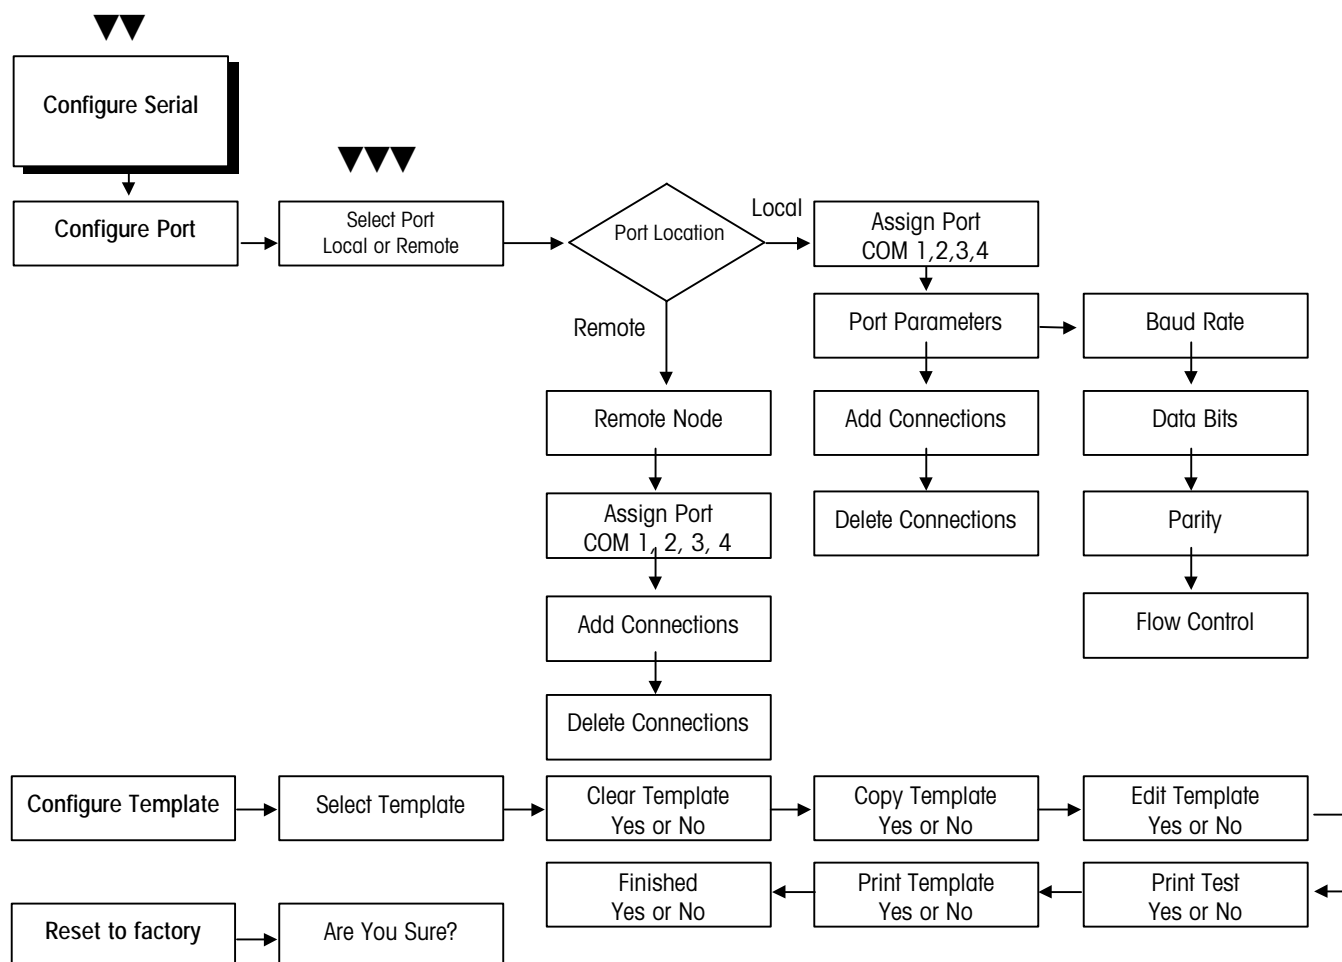 Configure Serial
Configure Port
Select Port
Local or Remote
Port Location
Local
Remote
Assign Port
COM 1,2,3,4
Port Parameters
Baud Rate
Add Connections
Data Bits
Delete Connections
Parity
Flow Control
Remote Node
Assign Port
COM 1, 2, 3, 4
Add Connections
Delete Connections
Configure Template
Select Template
Clear Template
Yes or No
Copy Template
Yes or No
Edit Template
Yes or No
Print Test
Yes or No
Print Template
Yes or No
Finished
Yes or No
Reset to factory
Are You Sure?